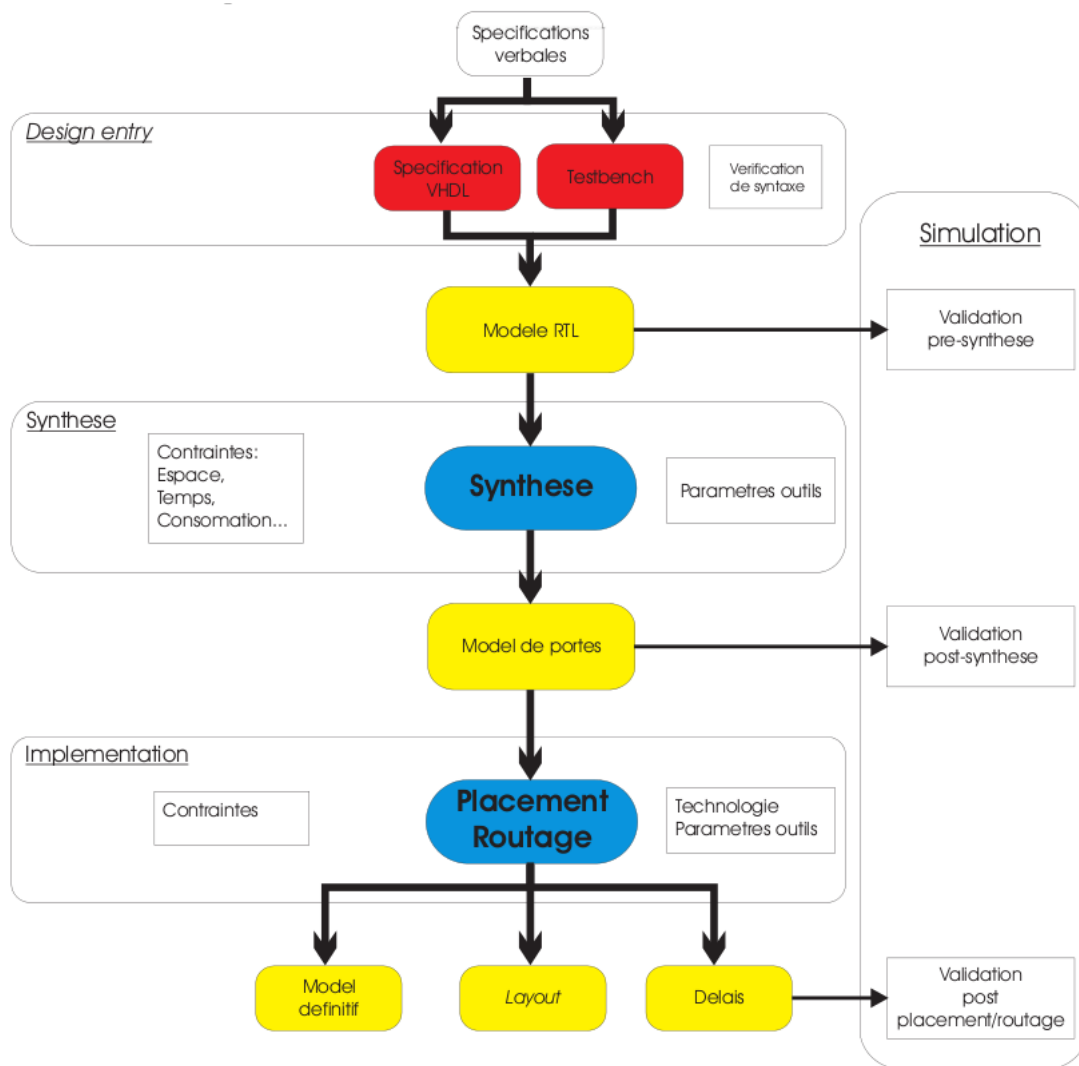 Specifications
verbales
Design entry
Specification
VHDL
Testbench
Verification
de syntaxe
Simulation
Modele RTL
Validation
pre-synthese
Synthese
Contraintes:
Espace,
Temps,
Consomation...
Synthese
Parametres outils
Model de portes
Validation
post-synthese
Implementation
Contraintes
Placement
Routage
Technologie
Parametres outils
Model
definitif
Layout
Delais
Validation
post
placement/routage